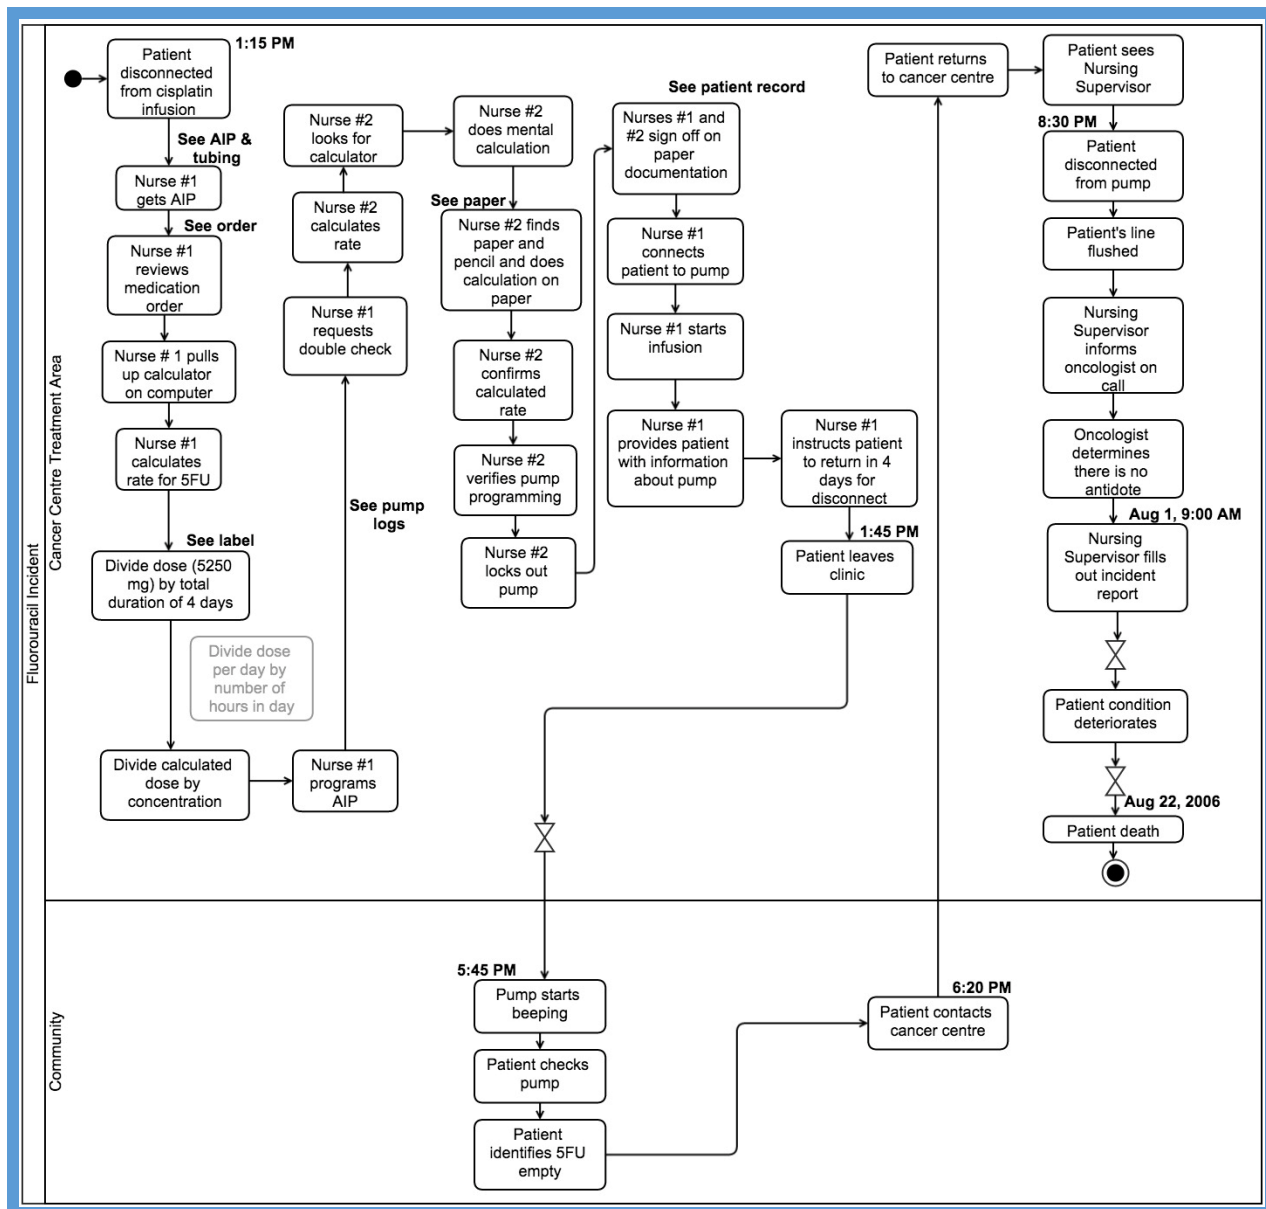 Fluorouracil Incident
Cancer Centre Treatment Area
1:15 PM
Patient
disconnected
from cisplatin
infusion
See AIP &
tubing
Nurse #1
gets AIP
See order
Nurse #1
reviews
medication
order
Nurse # 1 pulls
up calculator
on computer
Nurse #1
calculates
rate for 5FU
See label
Divide dose (5250
mg) by total
duration of 4 days
Divide dose
per day by
number of
hours in day
Divide calculated
dose by
concentration
Nurse #1
programs
AIP
See pump
logs
Nurse #1
requests
double check
Nurse #2
calculates
rate
Nurse #2
looks for
calculator
Nurse #2
does mental
calculation
See paper
Nurse #2 finds
paper and
pencil and does
calculation on
paper
Nurse #2
confirms
calculated
rate
Nurse #2
verifies pump
programming
Nurse #2
locks out
pump
See patient record
Nurses #1 and
#2 sign off on
paper
documentation
Nurse #1
connects
patient to pump
Nurse #1 starts
infusion
Nurse #1
provides patient
with information
about pump
Nurse #1
instructs patient
to return in 4
days for
disconnect
1:45 PM
Patient leaves
clinic
Community
5:45 PM
Pump starts
beeping
Patient checks
pump
Patient
identifies 5FU
empty
6:20 PM
Patient contacts
cancer centre
Patient returns
to cancer centre
Patient sees
Nursing
Supervisor
8:30 PM
Patient
disconnected
from pump
Patient's line
flushed
Nursing
Supervisor
informs
oncologist on
call
Oncologist
determines
there is no
antidote
Aug 1, 9:00 AM
Nursing
Supervisor fills
out incident
report
Patient condition
deteriorates
Aug 22, 2006
Patient death